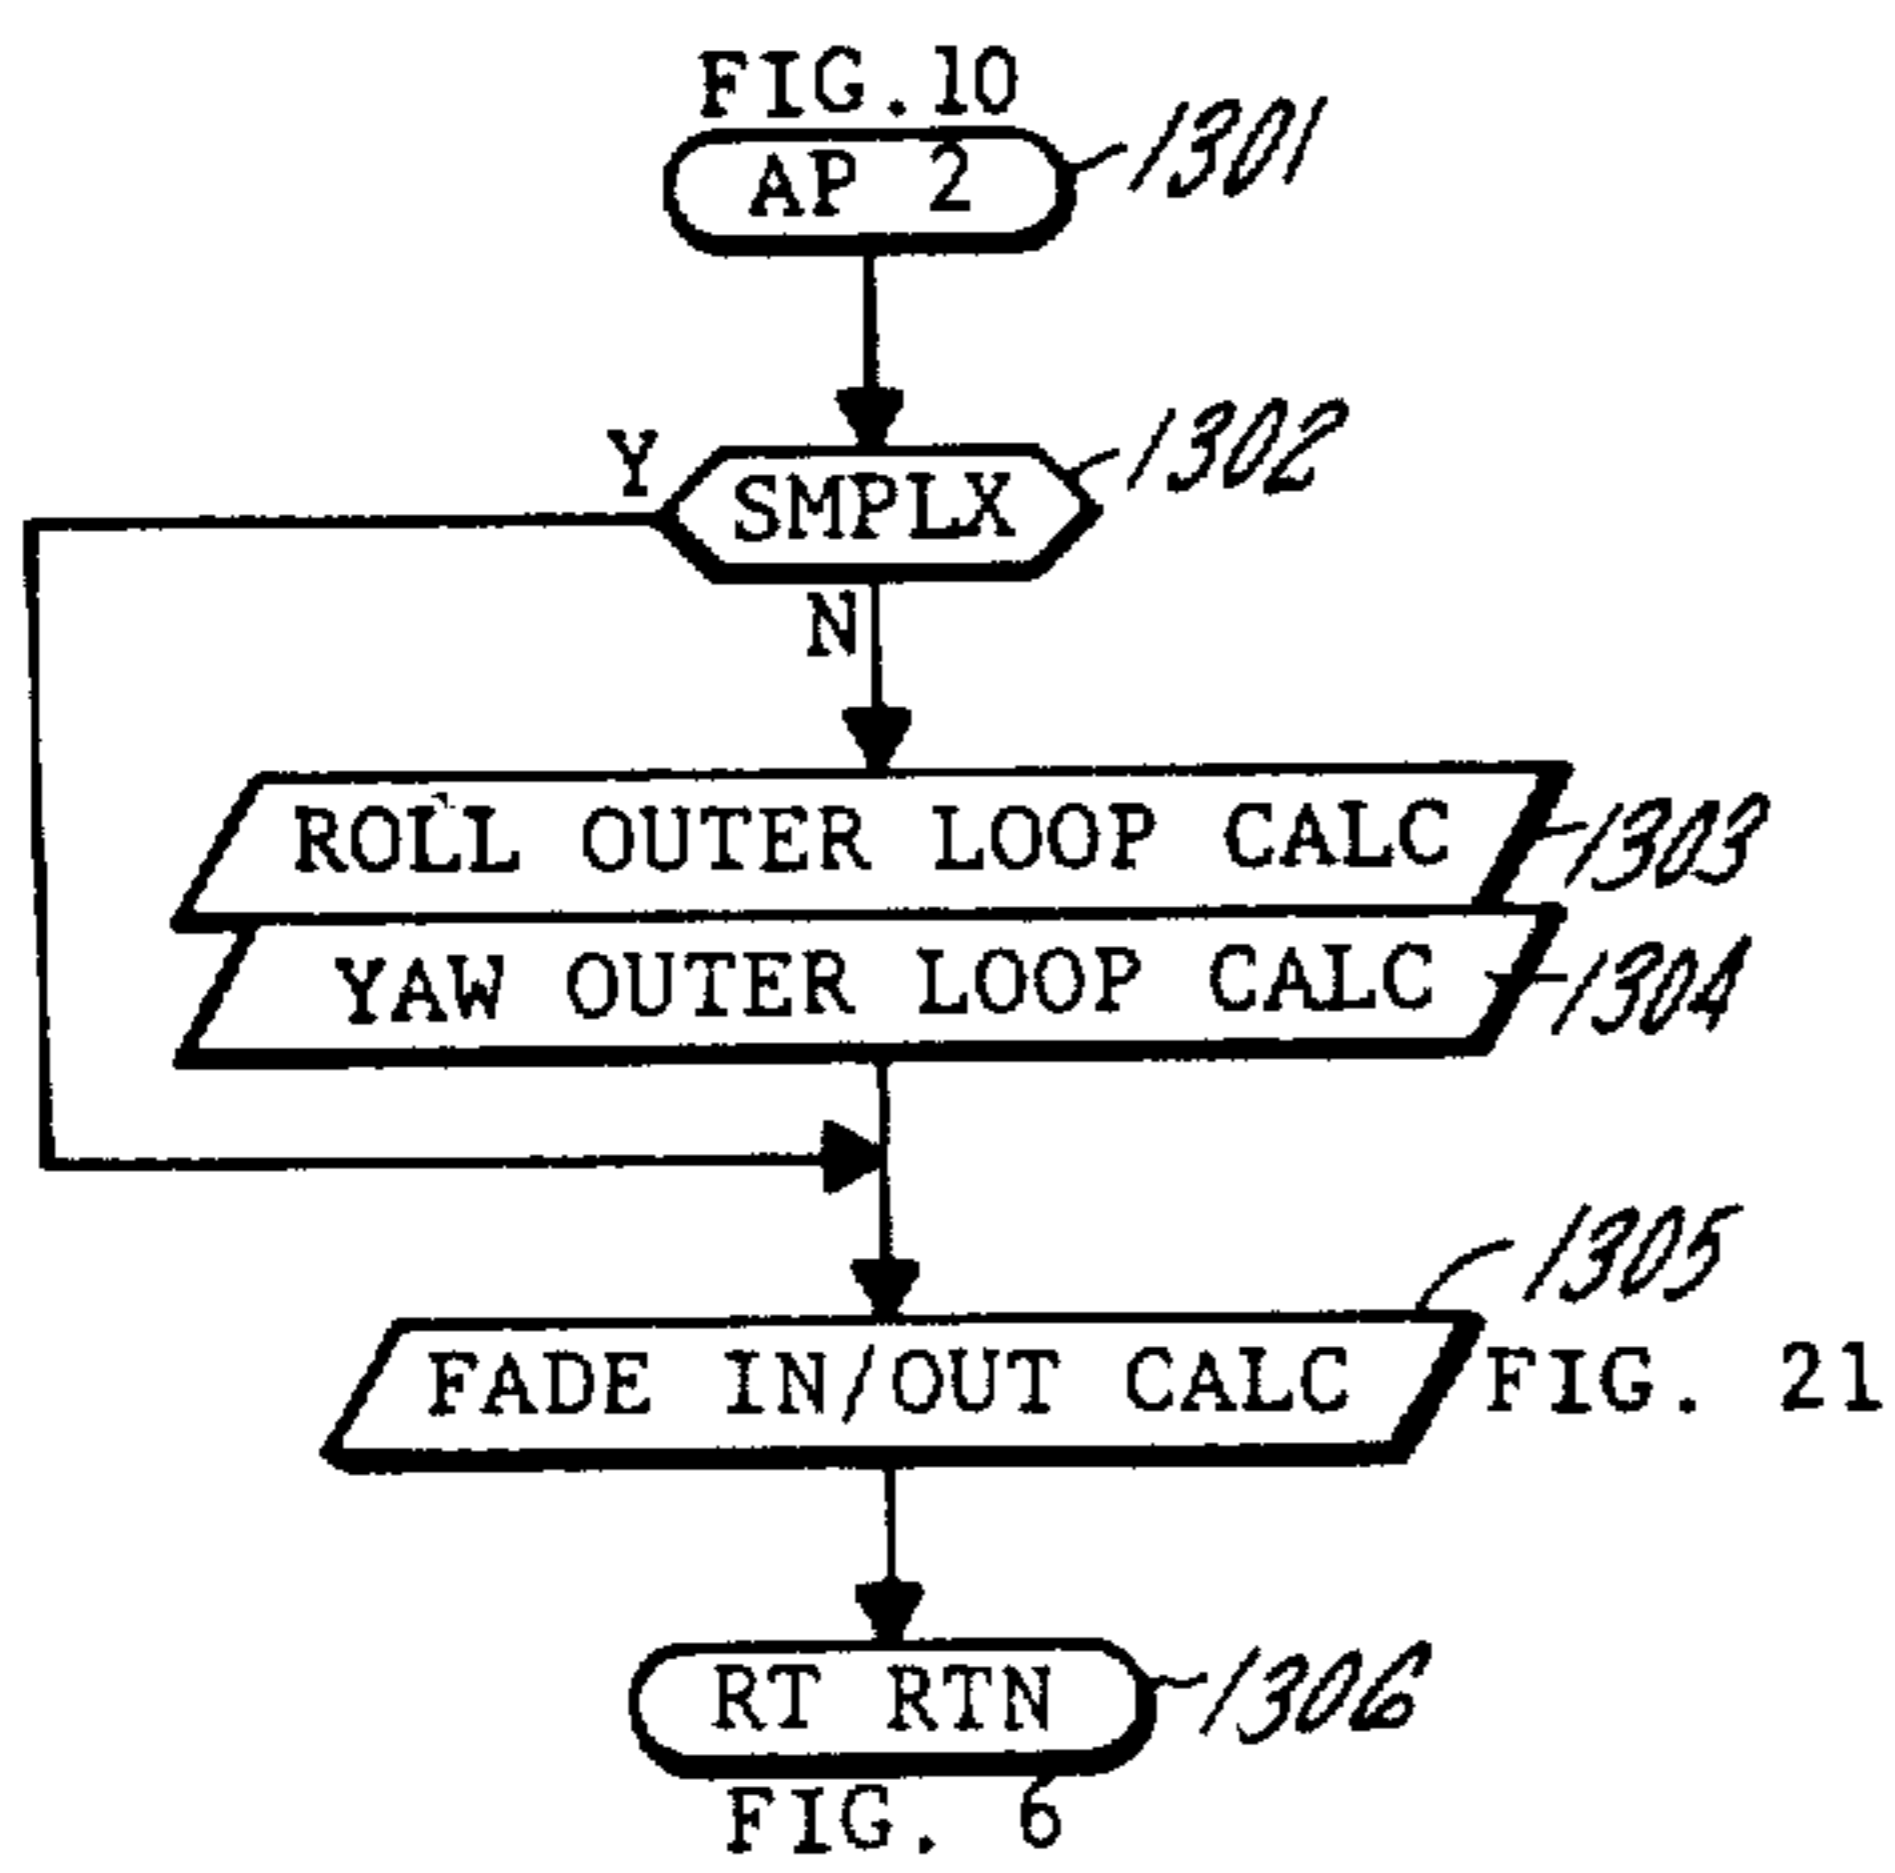 FIG.10
AP 2 1301
Y SMPLX 1302
N
ROLL OUTER LOOP CALC 1303
YAW OUTER LOOP CALC 1304
1305
FADE IN/OUT CALC FIG. 21
RT RTN 1306
FIG. 6